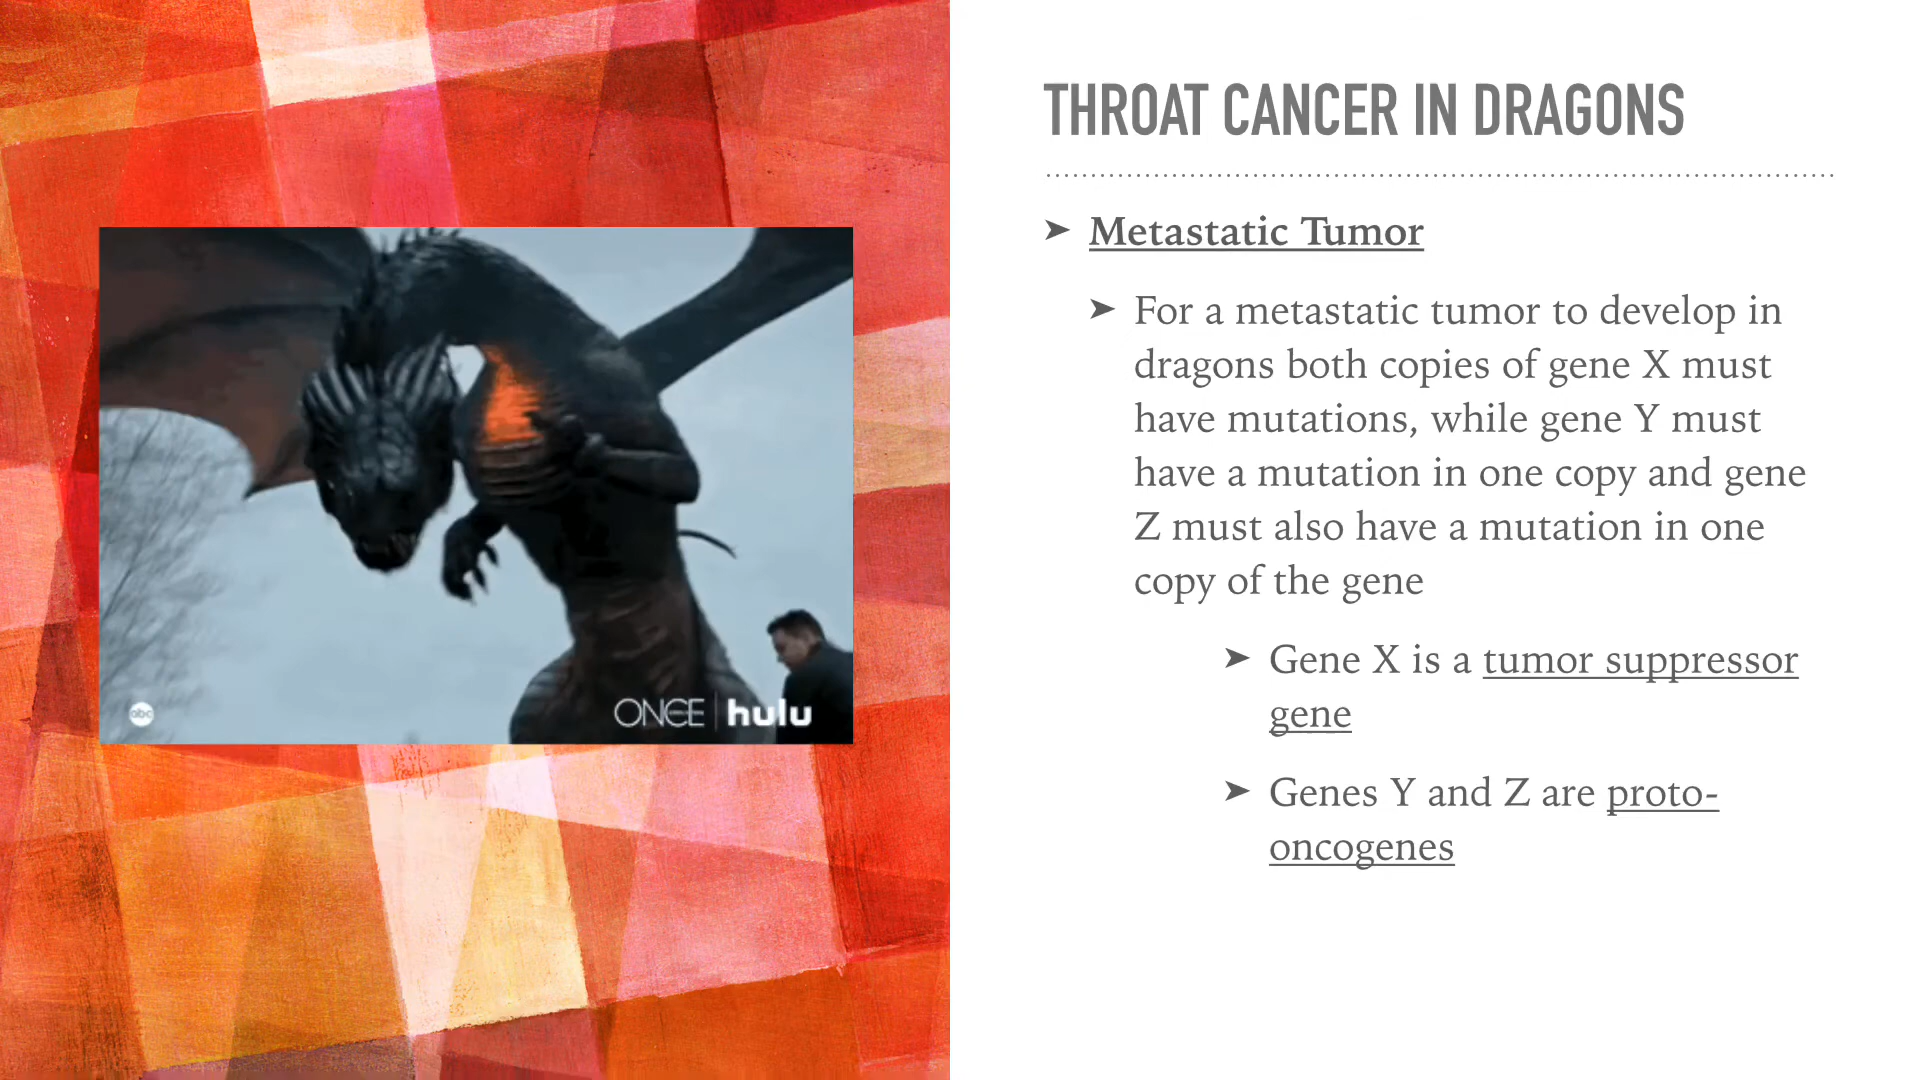 THROAT CANCER IN DRAGONS
➤ Metastatic Tumor
➤ For a metastatic tumor to develop in
dragons both copies of gene X must
have mutations, while gene Y must
have a mutation in one copy and gene
Z must also have a mutation in one
copy of the gene
➤ Gene X is a tumor suppressor
gene
➤ Genes Y and Z are proto-
oncogenes
abc
ONCE | hulu